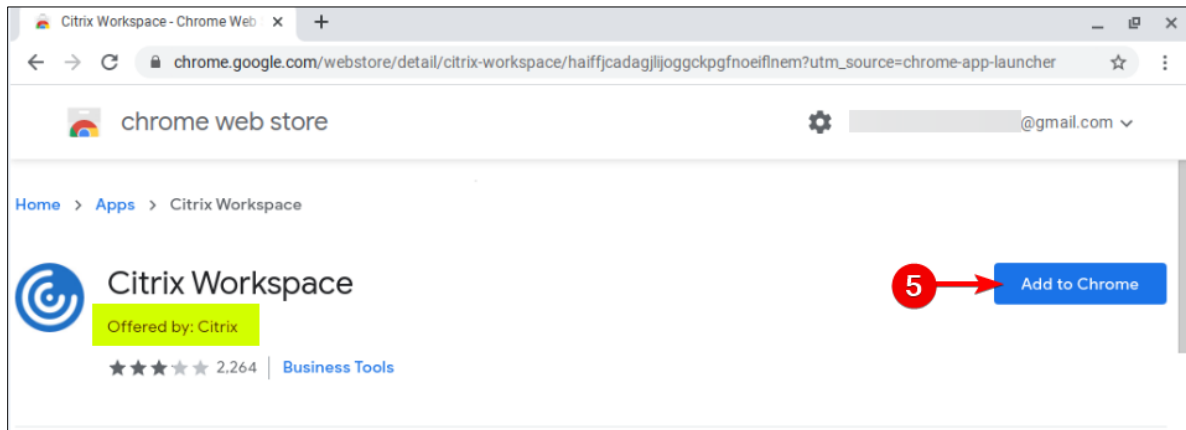 Citrix Workspace - Chrome Web
chrome.google.com/webstore/detail/citrix-workspace/haiffjcadagjlijoggckpgfnoeiflnem?utm_source=chrome-app-launcher
chrome web store
@gmail.com
Home > Apps > Citrix Workspace
Citrix Workspace
5
Add to Chrome
Offered by: Citrix
2,264 | Business Tools